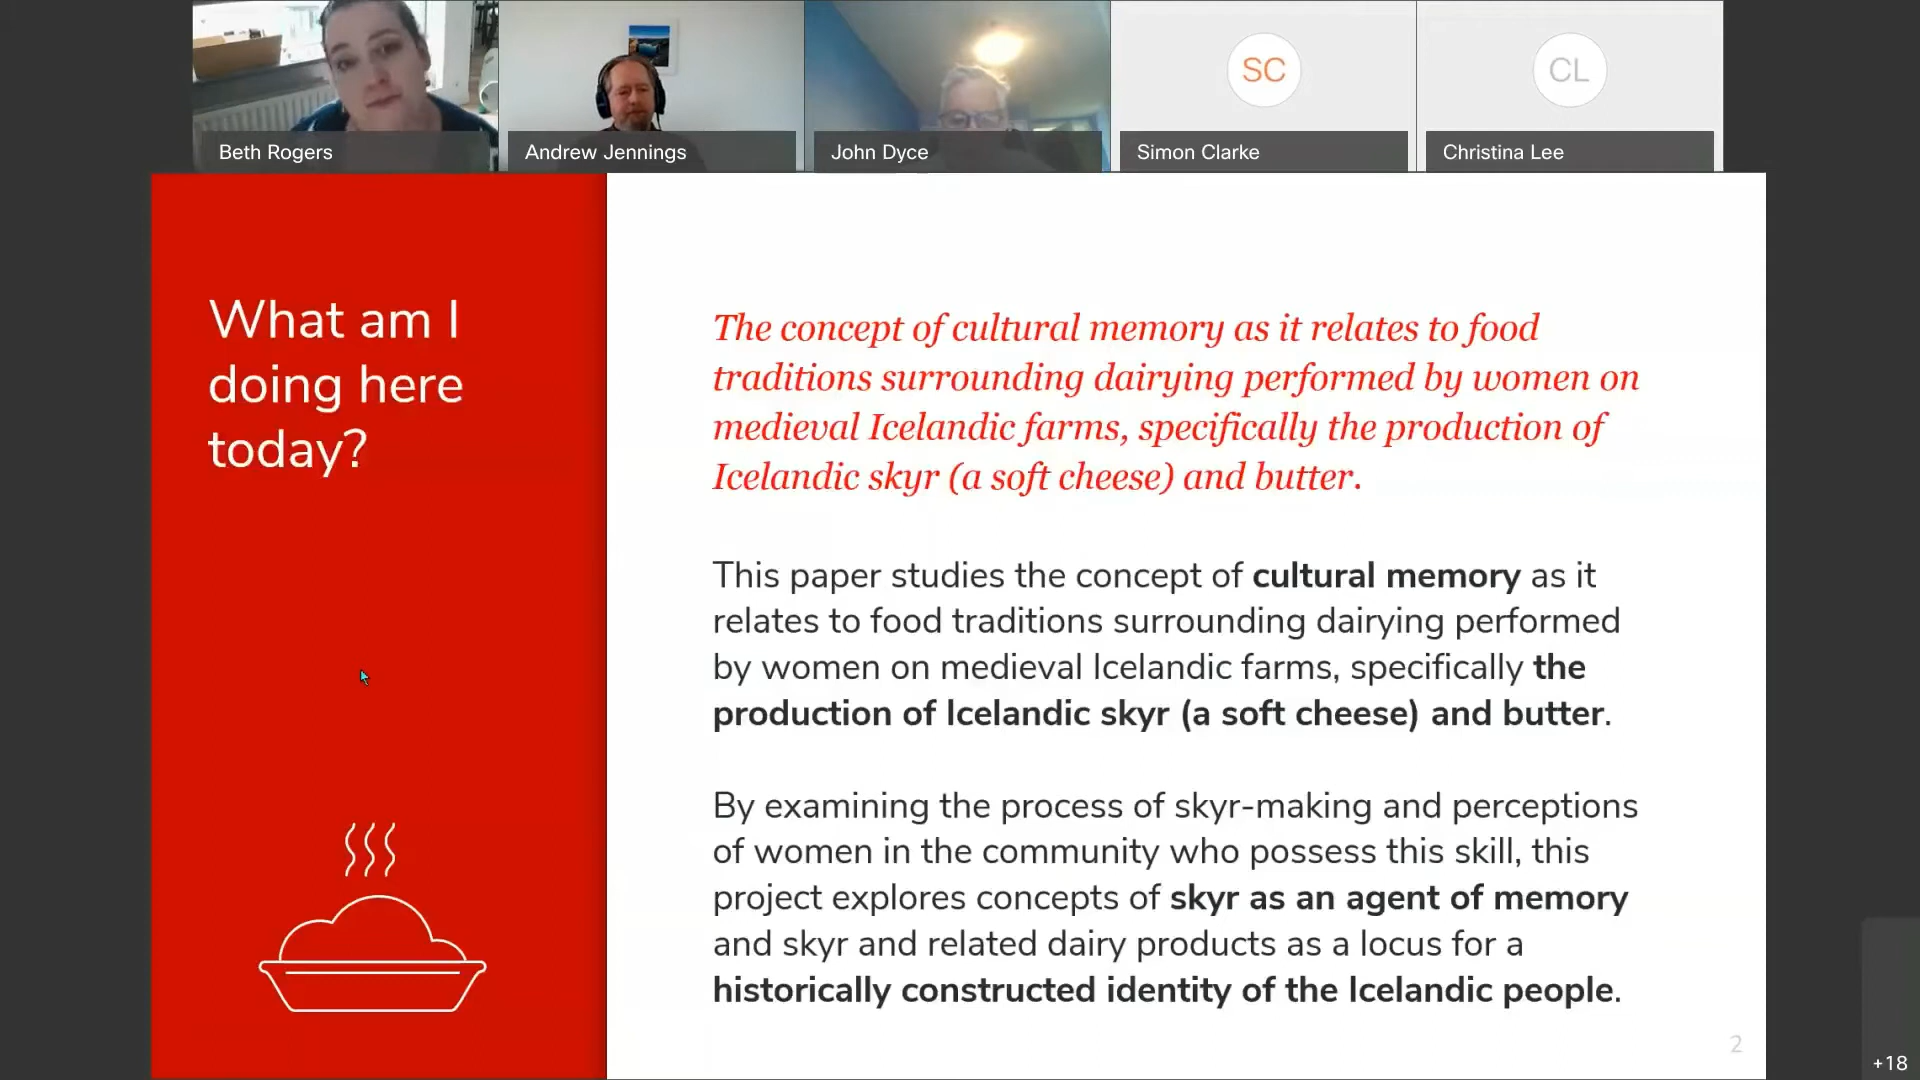 SC
CL
Beth Rogers
Andrew Jennings
John Dyce
Simon Clarke
Christina Lee
What am I
doing here
today?
The concept of cultural memory as it relates to food
traditions surrounding dairying performed by women on
medieval Icelandic farms, specifically the production of
Icelandic skyr (a soft cheese) and butter.
This paper studies the concept of cultural memory as it
relates to food traditions surrounding dairying performed
by women on medieval Icelandic farms, specifically the
production of Icelandic skyr (a soft cheese) and butter.
By examining the process of skyr-making and perceptions
of women in the community who possess this skill, this
project explores concepts of skyr as an agent of memory
and skyr and related dairy products as a locus for a
historically constructed identity of the Icelandic people.
2
+18